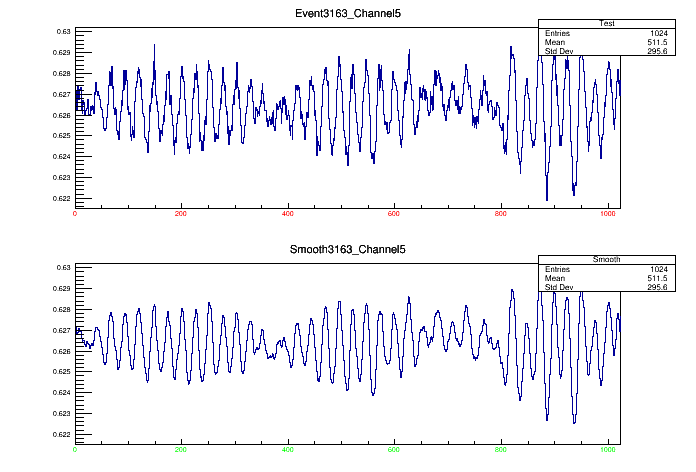 Event3163_Channel5
Test
Entries 1024
Mean 511.5
Std Dev 295.6
0.63
0.629
0.628
0.627
0.626
0.625
0.624
0.623
0.622
0 200 400 600 800 1000
Smooth3163_Channel5
Smooth
Entries 1024
Mean 511.5
Std Dev 295.6
0.63
0.629
0.628
0.627
0.626
0.625
0.624
0.623
0.622
0 200 400 600 800 1000